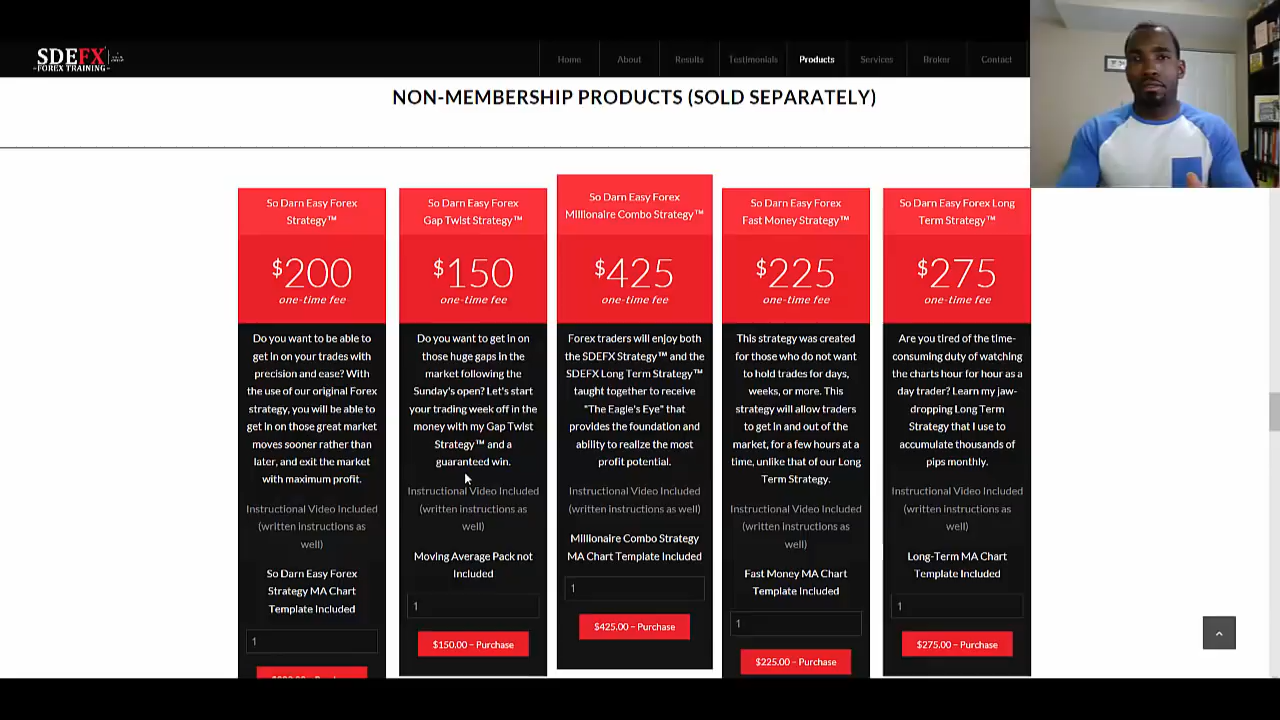 SDEFX
-FOREX TRAINING-
Home
About
Results
Testimonials
Products
Services
Broker
Contact
NON-MEMBERSHIP PRODUCTS (SOLD SEPARATELY)
So Darn Easy Forex
Strategy™
$200
one-time fee
Do you want to be able to
get in on your trades with
precision and ease? With
the use of our original Forex
strategy, you will be able to
get in on those great market
moves sooner rather than
later, and exit the market
with maximum profit.
Instructional Video Included
(written instructions as
well)
So Darn Easy Forex
Strategy MA Chart
Template Included
1
So Darn Easy Forex
Gap Twist Strategy™
$150
one-time fee
Do you want to get in on
those huge gaps in the
market following the
Sunday's open? Let's start
your trading week off in the
money with my Gap Twist
Strategy™ and a
guaranteed win.
Instructional Video Included
(written instructions as
well)
Moving Average Pack not
Included
1
$150.00 – Purchase
So Darn Easy Forex
Millionaire Combo Strategy™
$425
one-time fee
Forex traders will enjoy both
the SDEFX Strategy™ and the
SDEFX Long Term Strategy™
taught together to receive
"The Eagle's Eye" that
provides the foundation and
ability to realize the most
profit potential.
Instructional Video Included
(written instructions as well)
Millionaire Combo Strategy
MA Chart Template Included
1
$425.00 – Purchase
So Darn Easy Forex
Fast Money Strategy™
$225
one-time fee
This strategy was created
for those who do not want
to hold trades for days,
weeks, or more. This
strategy will allow traders
to get in and out of the
market, for a few hours at a
time, unlike that of our Long
Term Strategy.
Instructional Video Included
(written instructions as
well)
Fast Money MA Chart
Template Included
1
$225.00 – Purchase
So Darn Easy Forex Long
Term Strategy™
$275
one-time fee
Are you tired of the time-
consuming duty of watching
the charts hour for hour as a
day trader? Learn my jaw-
dropping Long Term
Strategy that I use to
accumulate thousands of
pips monthly.
Instructional Video Included
(written instructions as
well)
Long-Term MA Chart
Template Included
1
$275.00 – Purchase